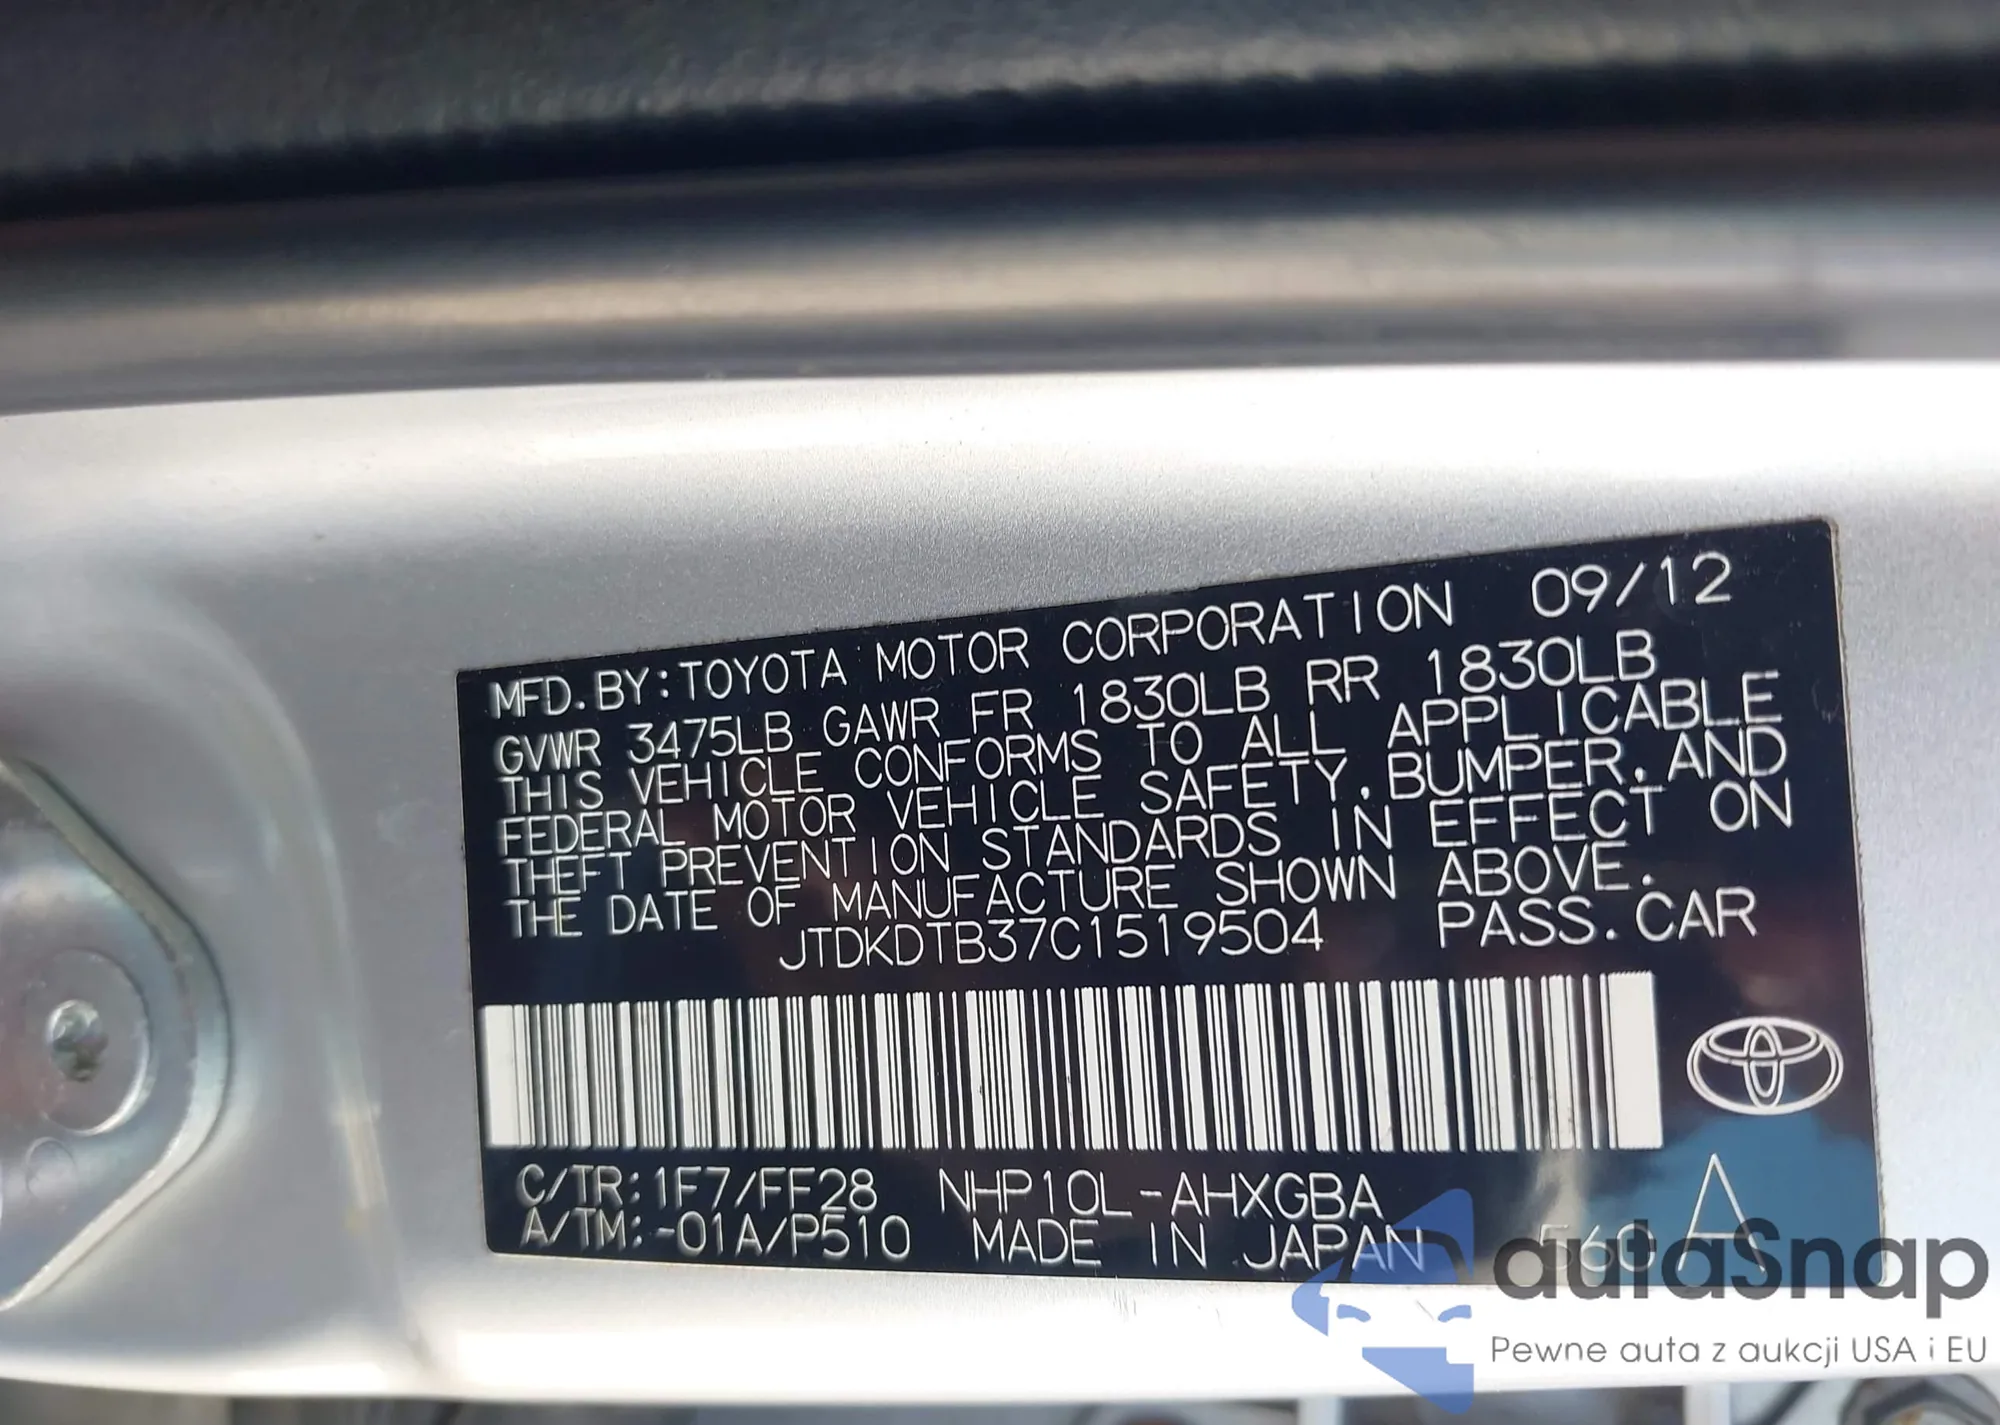 MFD.BY:TOYOTA MOTOR CORPORATION 09/12
GVWR 3475LB GAWR FR 1830LB RR 1830LB
THIS VEHICLE CONFORMS TO ALL APPLICABLE
FEDERAL MOTOR VEHICLE SAFETY,BUMPER,AND
THEFT PREVENTION STANDARDS IN EFFECT ON
THE DATE OF MANUFACTURE SHOWN ABOVE.
JTDKDTB37C1519504 PASS.CAR
C/TR:1F7/FF28 NHP10L-AHXGBA
A/TM:-01A/P510 MADE IN JAPAN 560 A
autaSnap
Pewne auta z aukcji USA i EU